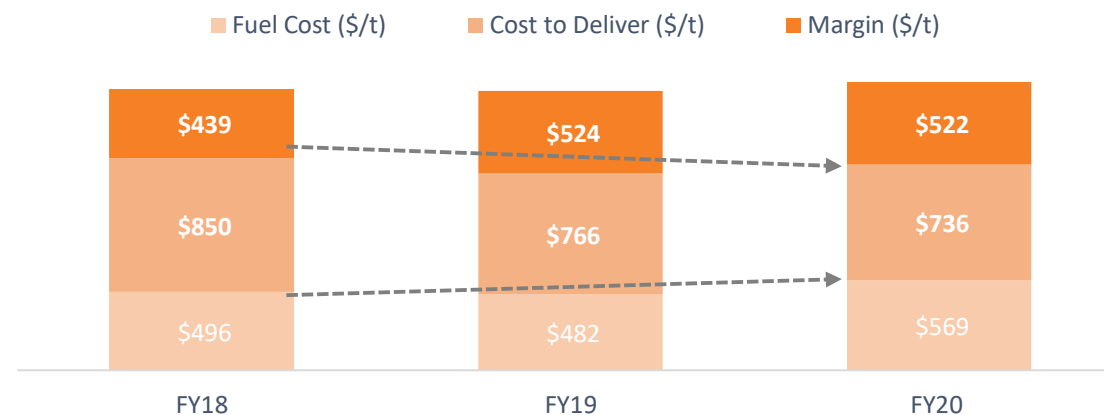 Fuel Cost ($/t) Cost to Deliver ($/t) Margin ($/t)
$439 $524 $522
$850 $766 $736
$496 $482 $569
FY18 FY19 FY20